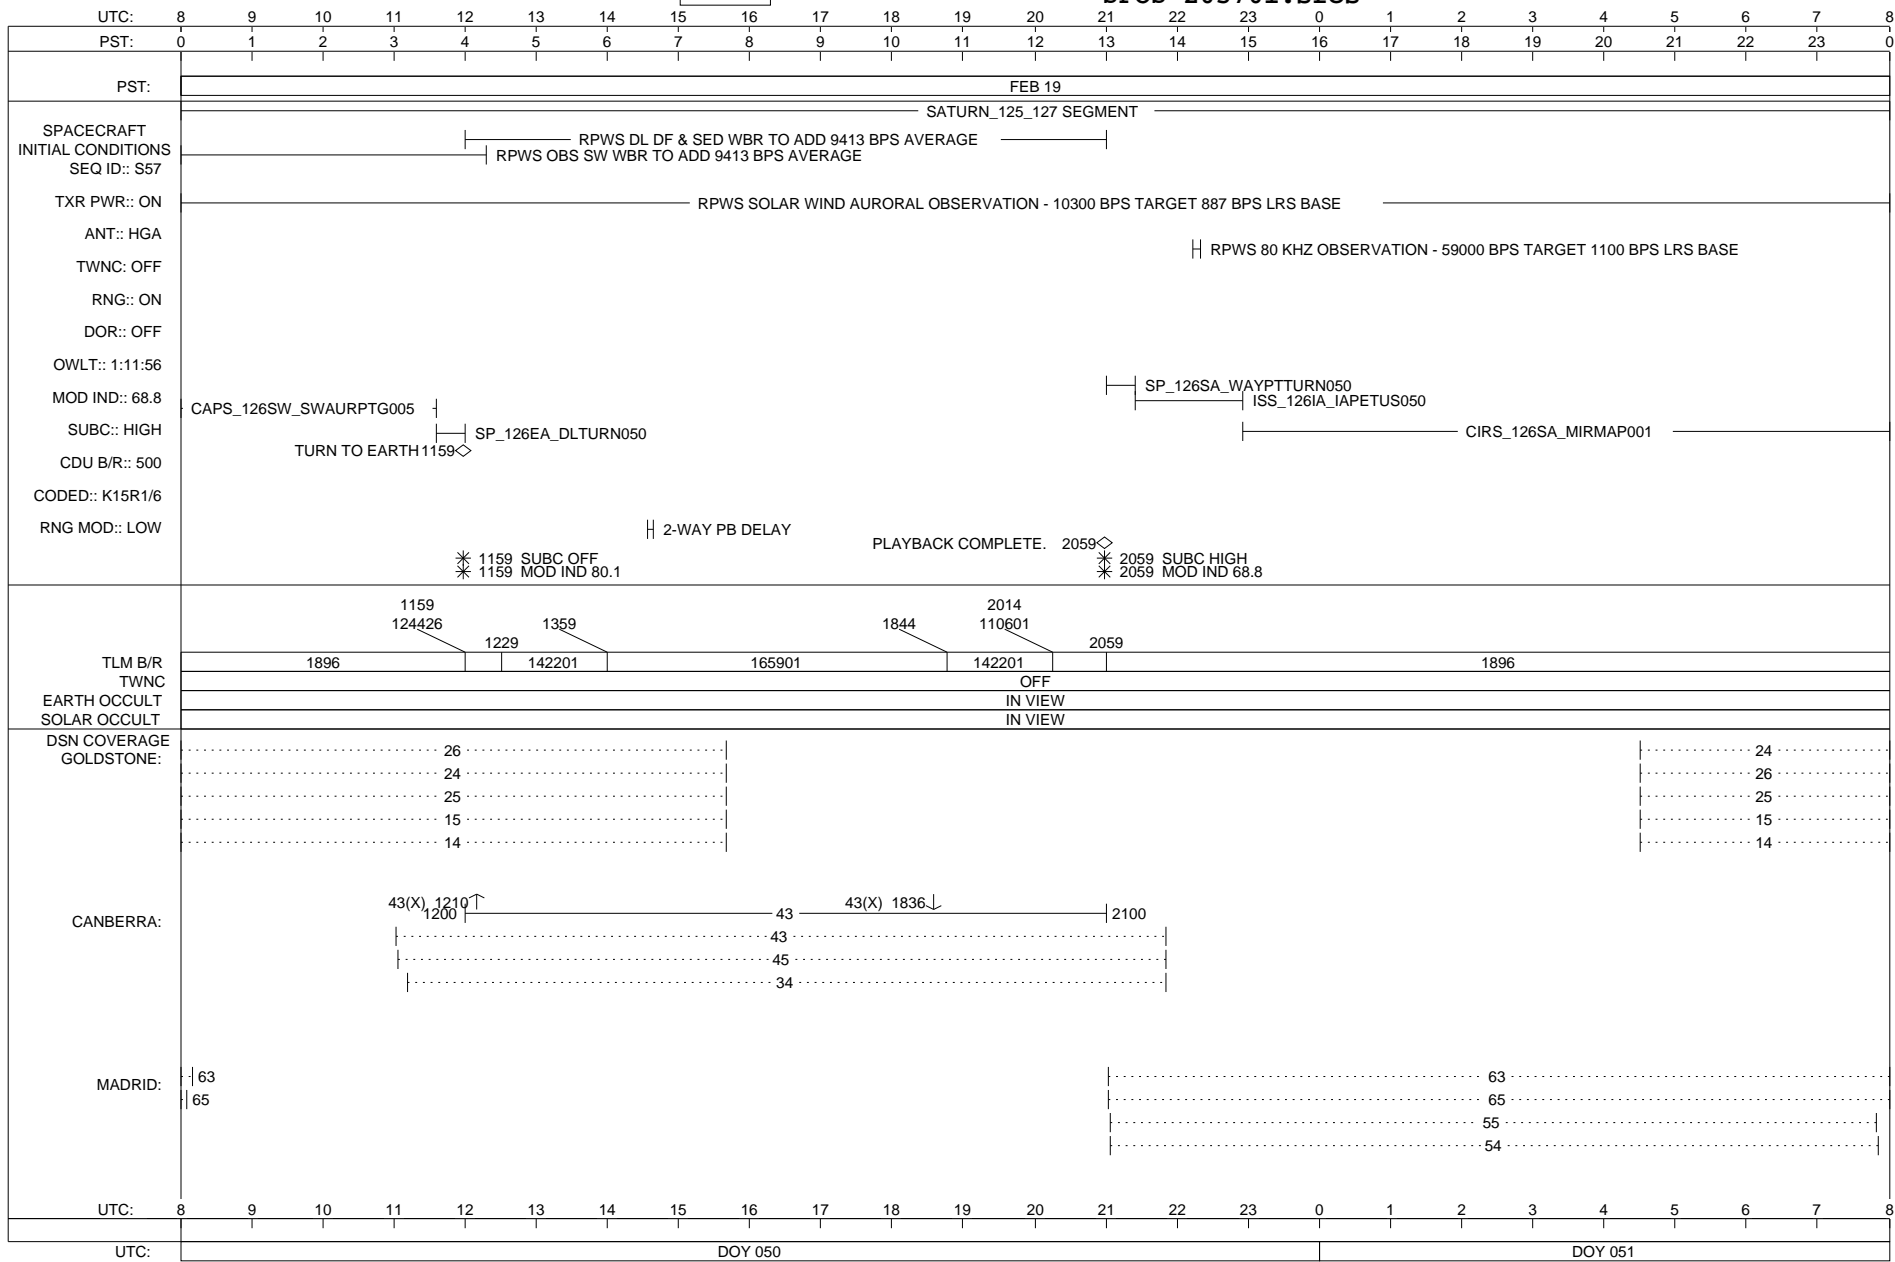 UTC: 8 9 10 11 12 13 14 15 16 17 18 19 20 21 22 23 0 1 2 3 4 5 6 7 8
PST: 0 1 2 3 4 5 6 7 8 9 10 11 12 13 14 15 16 17 18 19 20 21 22 23 0
PST: FEB 19
SATURN_125_127 SEGMENT
SPACECRAFT
INITIAL CONDITIONS
RPWS DL DF & SED WBR TO ADD 9413 BPS AVERAGE
RPWS OBS SW WBR TO ADD 9413 BPS AVERAGE
SEQ ID:: S57
TXR PWR:: ON
RPWS SOLAR WIND AURORAL OBSERVATION - 10300 BPS TARGET 887 BPS LRS BASE
ANT:: HGA
RPWS 80 KHZ OBSERVATION - 59000 BPS TARGET 1100 BPS LRS BASE
TWNC: OFF
RNG:: ON
DOR:: OFF
OWLT:: 1:11:56
SP_126SA_WAYPTTURN050
MOD IND:: 68.8
ISS_126IA_IAPETUS050
CAPS_126SW_SWAURPTG005
SUBC:: HIGH
SP_126EA_DLTURN050
CIRS_126SA_MIRMAP001
TURN TO EARTH 1159
CDU B/R:: 500
CODED:: K15R1/6
RNG MOD:: LOW
2-WAY PB DELAY
PLAYBACK COMPLETE. 2059
1159 SUBC OFF 2059 SUBC HIGH
1159 MOD IND 80.1 2059 MOD IND 68.8
1159 2014
124426 1359 1844 110601
1229 2059
TLM B/R 1896 142201 165901 142201 1896
TWNC OFF
EARTH OCCULT IN VIEW
SOLAR OCCULT IN VIEW
DSN COVERAGE
GOLDSTONE:
26 24
24 26
25 25
15 15
14 14
43(X) 1210 43(X) 1836
CANBERRA: 1200 43 2100
43
45
34
MADRID: 63 63
65 65
55
54
UTC: 8 9 10 11 12 13 14 15 16 17 18 19 20 21 22 23 0 1 2 3 4 5 6 7 8
UTC: DOY 050 DOY 051